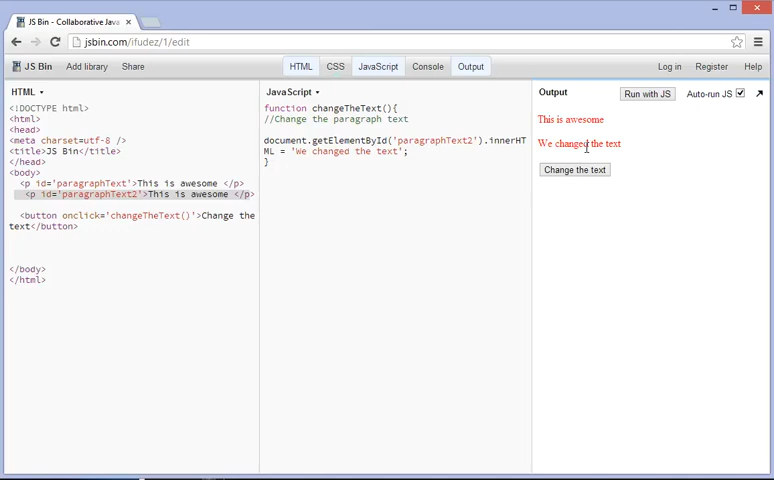 JS Bin - Collaborative Java
jsbin.com/ifudez/1/edit
JS Bin Add library Share HTML CSS JavaScript Console Output Log in Register Help
HTML
<!DOCTYPE html>
<html>
<head>
<meta charset=utf-8 />
<title>JS Bin</title>
</head>
<body>
<p id='paragraphText'>This is awesome </p>
<p id='paragraphText2'>This is awesome </p>
<button onclick='changeTheText()'>Change the
text</button>
</body>
</html>
JavaScript
function changeTheText(){
//Change the paragraph text
document.getElementById('paragraphText2').innerHT
ML = 'We changed the text';
}
Output Run with JS Auto-run JS
This is awesome
We changed the text
Change the text